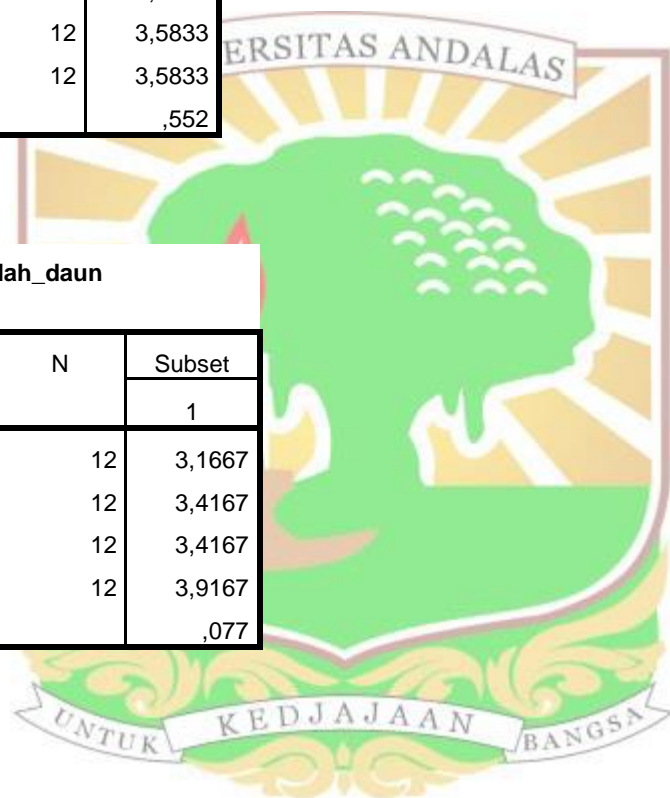 12 3,5833
12 3,5833
,552
ERSITAS ANDALAS
lah_daun
N Subset
1
12 3,1667
12 3,4167
12 3,4167
12 3,9167
,077
UNTUK KEDJAJAAN BANGSA